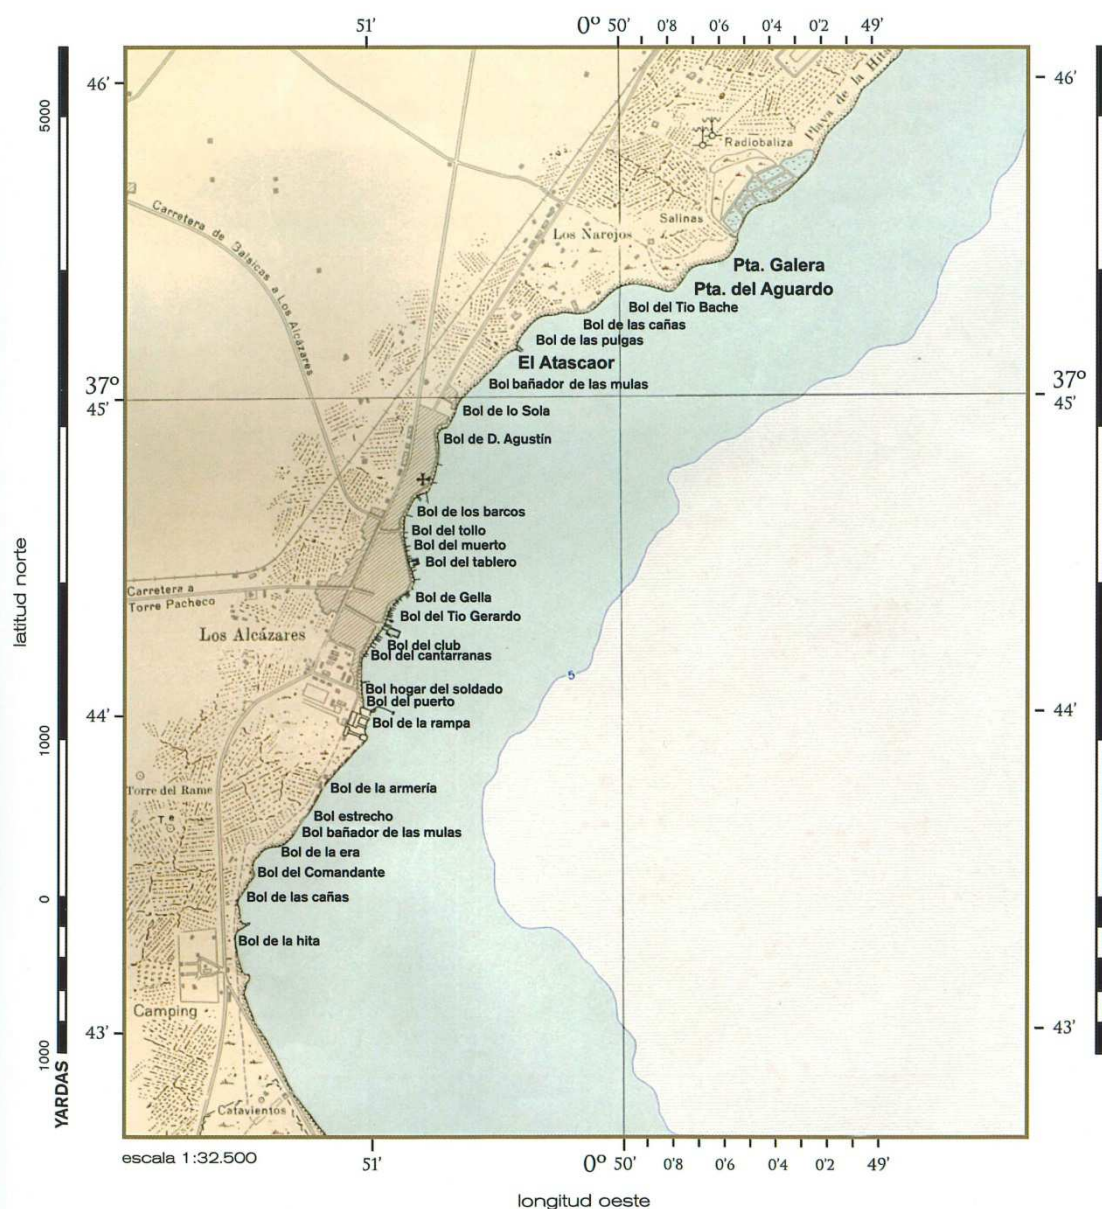 51'
0° 50'
0'8
0'6
0'4
0'2
49'
46'
46'
5000
Playa de la Hita
Radiobaliza
Carretera de Balsicas a Los Alcázares
Salinas
Los Narejos
Pta. Galera
Pta. del Aguardo
Bol del Tio Bache
Bol de las cañas
Bol de las pulgas
El Atascaor
Bol bañador de las mulas
37°
45'
37°
45'
Bol de lo Sola
Bol de D. Agustín
Bol de los barcos
Bol del tollo
Bol del muerto
Bol del tablero
latitud norte
Carretera a
Torre Pacheco
Bol de Gella
Bol del Tio Gerardo
Los Alcázares
Bol del club
Bol del cantarranas
5
Bol hogar del soldado
Bol del puerto
44'
44'
1000
Bol de la rampa
Torre del Rame
Bol de la armería
Bol estrecho
Bol bañador de las mulas
Bol de la era
Bol del Comandante
0
Bol de las cañas
Bol de la hita
Camping
43'
43'
1000
YARDAS
Catavientos
escala 1:32.500
51'
0° 50'
0'8
0'6
0'4
0'2
49'
longitud oeste